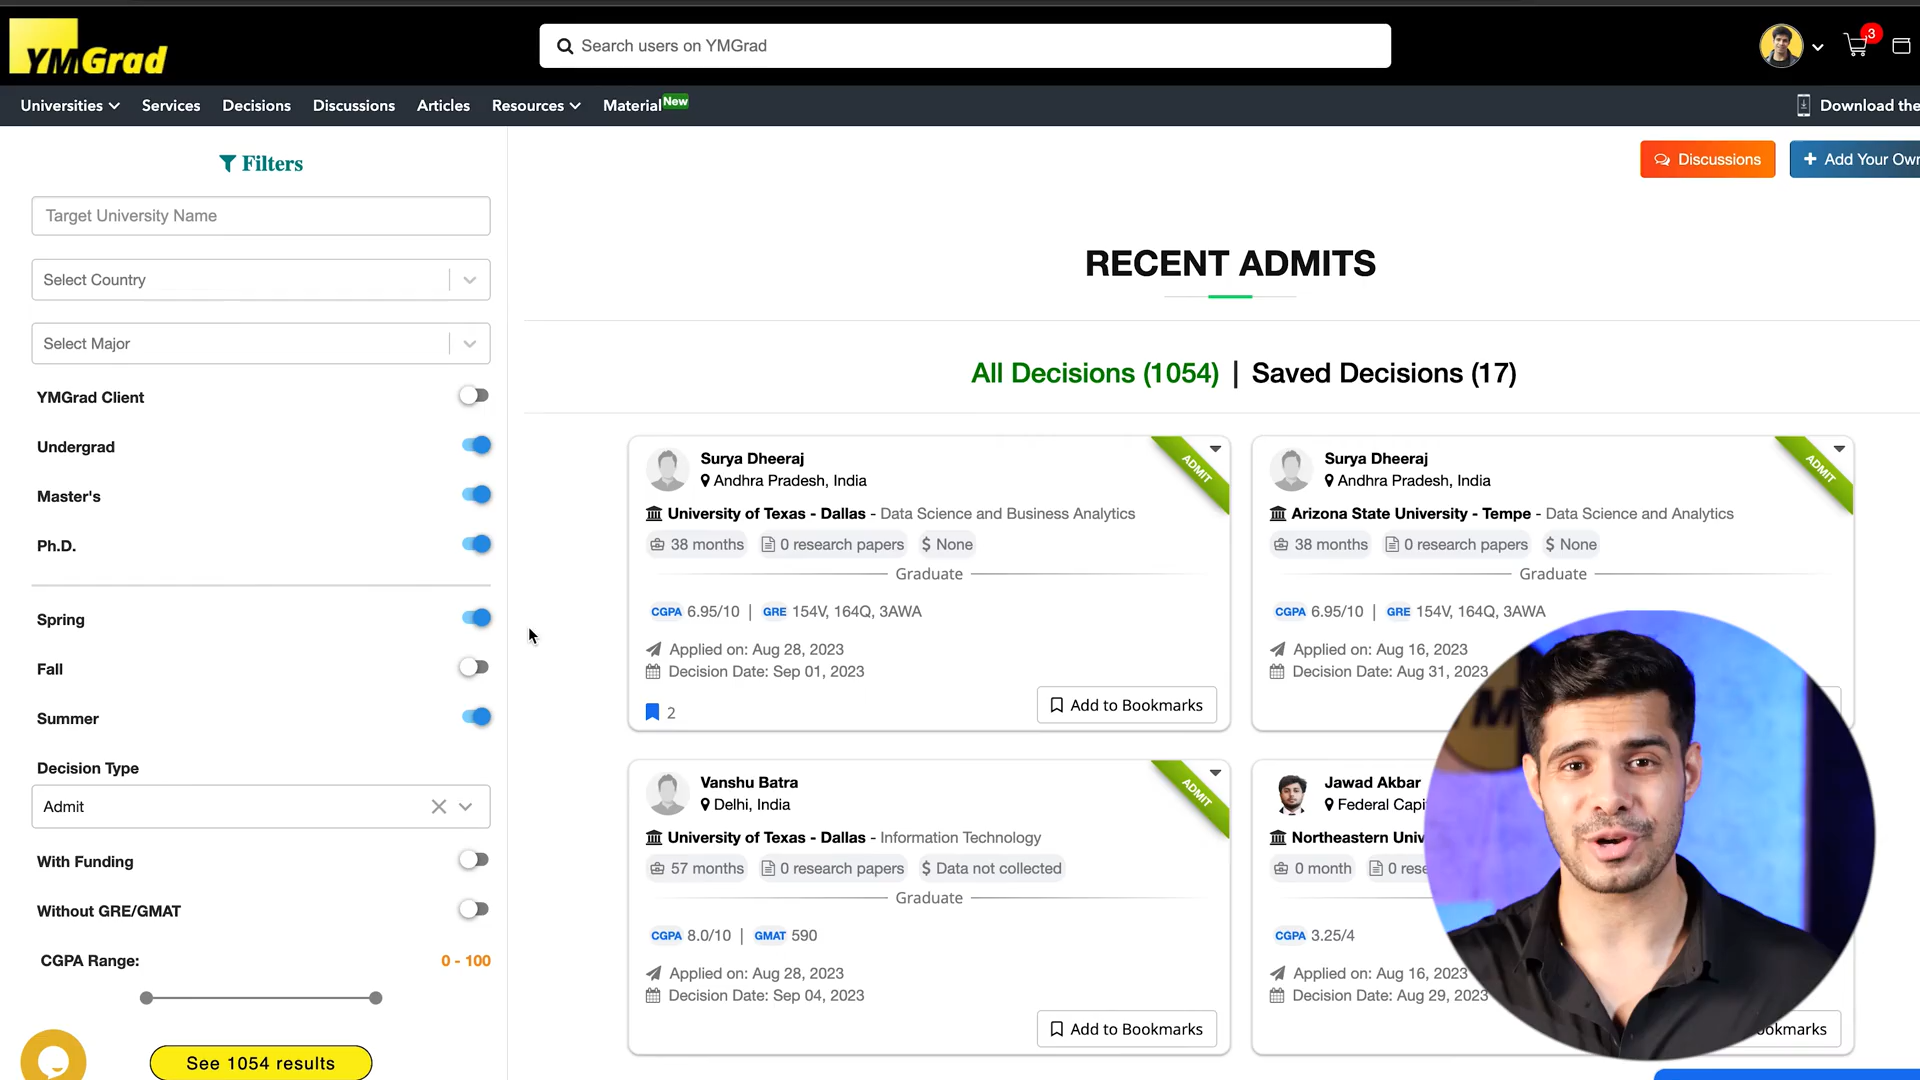 YMGrad
Search users on YMGrad
3
Universities Services Decisions Discussions Articles Resources Material New
Download the
Filters
Target University Name
Select Country
Select Major
YMGrad Client
Undergrad
Master's
Ph.D.
Spring
Fall
Summer
Decision Type
Admit
With Funding
Without GRE/GMAT
CGPA Range: 0 - 100
See 1054 results
Discussions
+ Add Your Own
RECENT ADMITS
All Decisions (1054) | Saved Decisions (17)
Surya Dheeraj
Andhra Pradesh, India
ADMIT
University of Texas - Dallas - Data Science and Business Analytics
38 months 0 research papers $ None
Graduate
CGPA 6.95/10 | GRE 154V, 164Q, 3AWA
Applied on: Aug 28, 2023
Decision Date: Sep 01, 2023
2
Add to Bookmarks
Surya Dheeraj
Andhra Pradesh, India
ADMIT
Arizona State University - Tempe - Data Science and Analytics
38 months 0 research papers $ None
Graduate
CGPA 6.95/10 | GRE 154V, 164Q, 3AWA
Applied on: Aug 16, 2023
Decision Date: Aug 31, 2023
Vanshu Batra
Delhi, India
ADMIT
University of Texas - Dallas - Information Technology
57 months 0 research papers $ Data not collected
Graduate
CGPA 8.0/10 | GMAT 590
Applied on: Aug 28, 2023
Decision Date: Sep 04, 2023
Add to Bookmarks
Jawad Akbar
Federal Capi
Northeastern Univ
0 month 0 rese
CGPA 3.25/4
Applied on: Aug 16, 2023
Decision Date: Aug 29, 2023
ookmarks